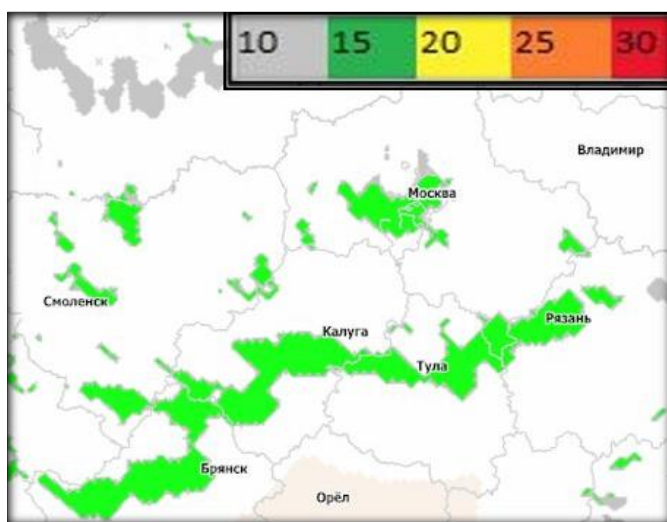 10 15 20 25 30
Владимир
Москва
Смоленск
Калуга
Рязань
Тула
Брянск
Орёл